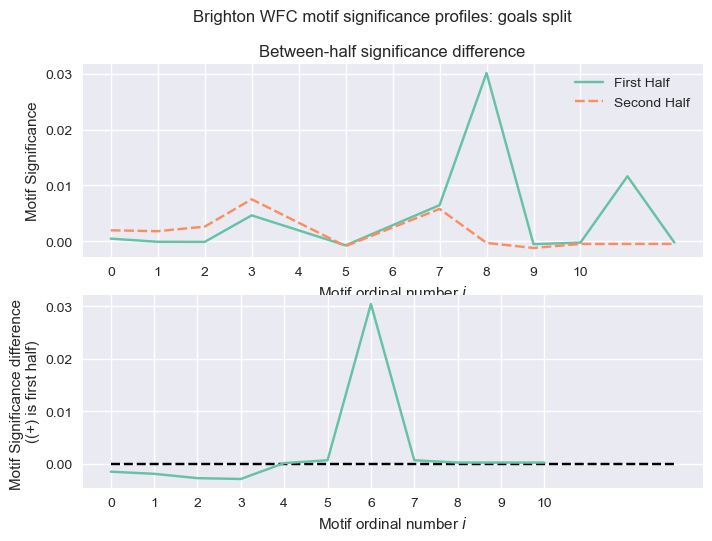 Brighton WFC motif significance profiles: goals split
Between-half significance difference
Motif Significance
0.03
0.02
0.01
0.00
First Half
Second Half
0 1 2 3 4 5 6 7 8 9 10
Motif ordinal number i
Motif Significance difference
((+) is first half)
0.03
0.02
0.01
0.00
0 1 2 3 4 5 6 7 8 9 10
Motif ordinal number i